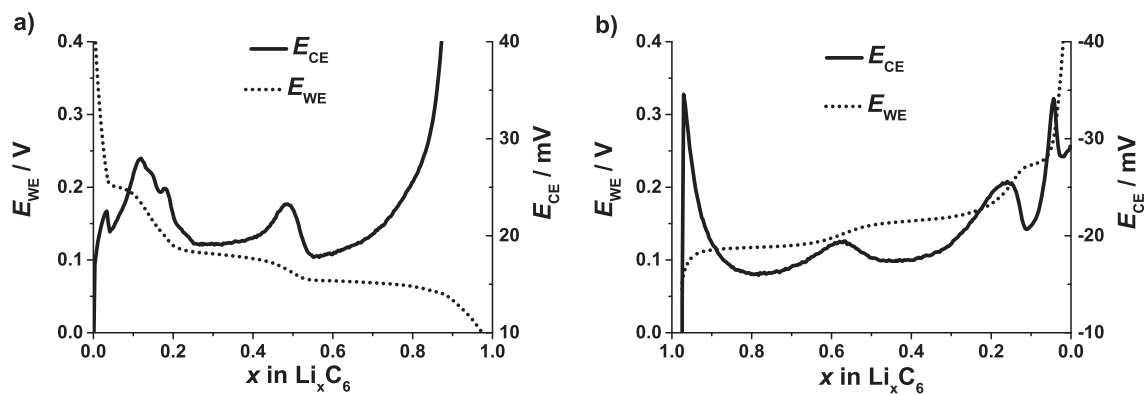 a)
E_CE
E_WE
E_WE / V
0.4
0.3
0.2
0.1
0.0
40
30
20
10
E_CE / mV
0.0 0.2 0.4 0.6 0.8 1.0
x in Li_xC_6
b)
E_CE
E_WE
E_WE / V
0.4
0.3
0.2
0.1
0.0
-40
-30
-20
-10
E_CE / mV
1.0 0.8 0.6 0.4 0.2 0.0
x in Li_xC_6